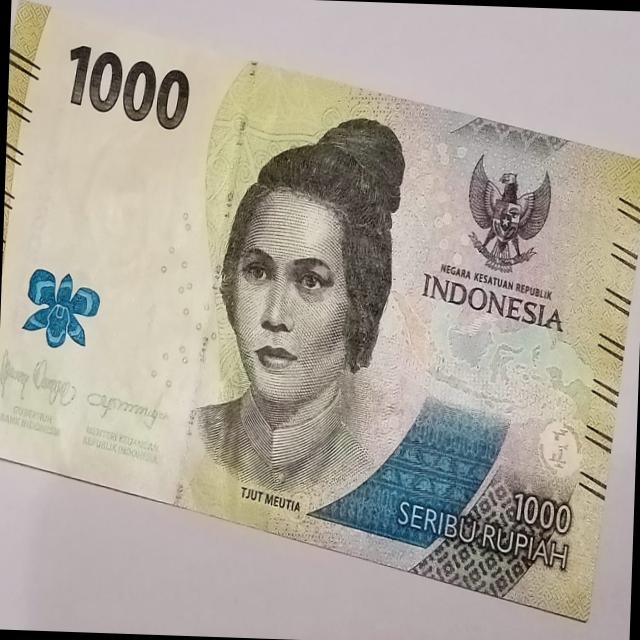 1000
NEGARA KESATUAN REPUBLIK
INDONESIA
GUBERNUR
BANK INDONESIA
MENTERI KEUANGAN
REPUBLIK INDONESIA
TJUT MEUTIA
1000
SERIBU RUPIAH